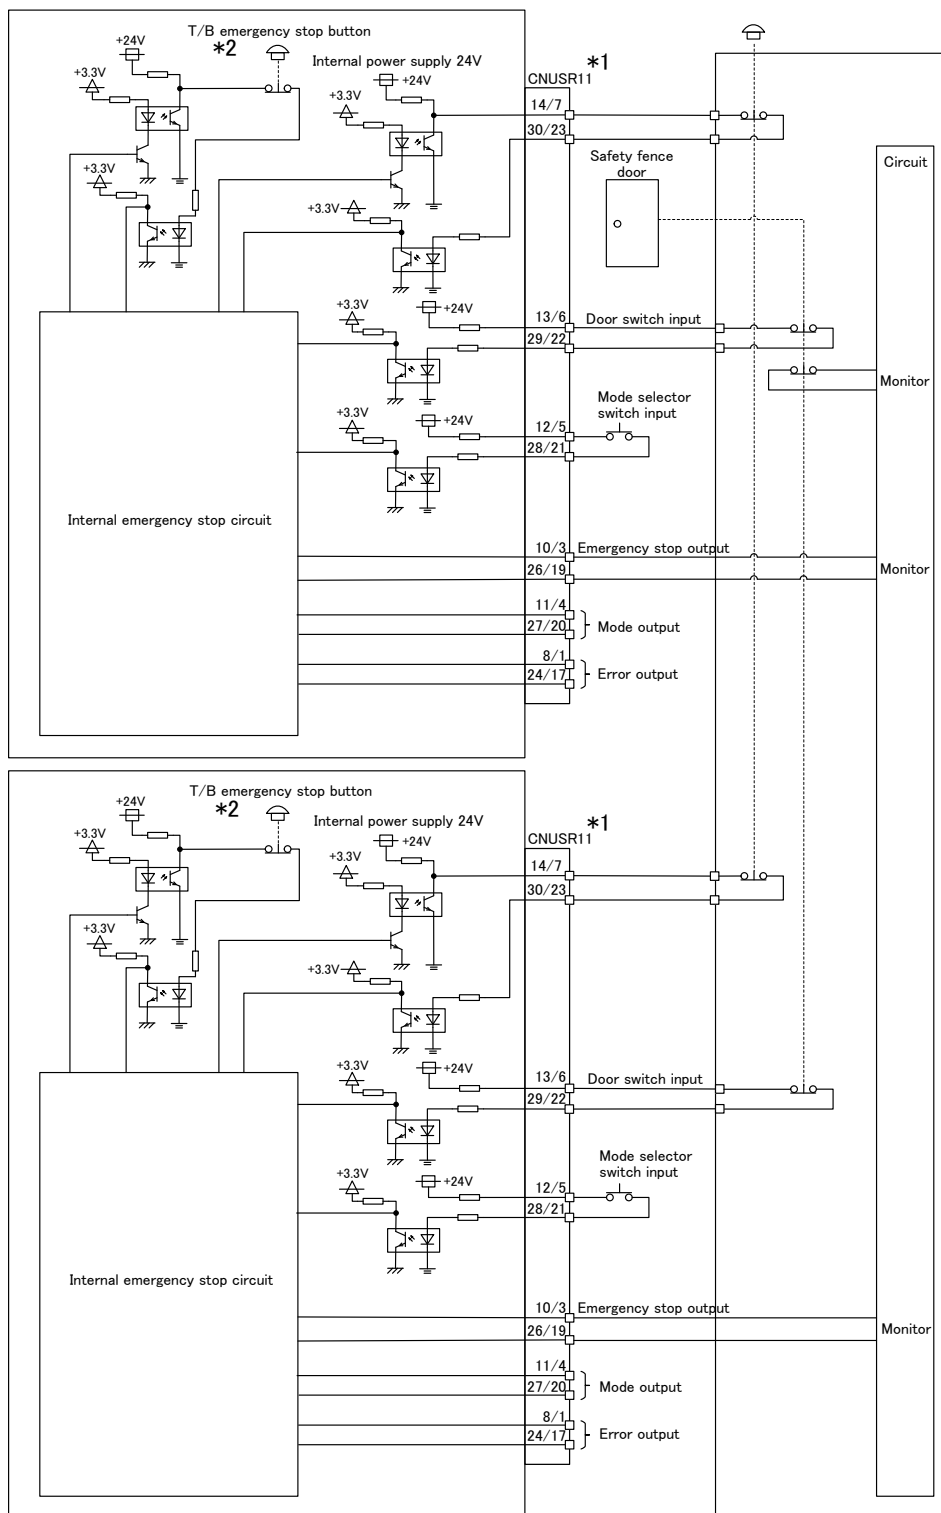 T/B emergency stop button
*2
+24V
+3.3V
+3.3V
Internal power supply 24V
+24V
+3.3V
+3.3V
*1
CNUSR11
14/7
30/23
Safety fence
door
Circuit
+24V
+3.3V
13/6
Door switch input
29/22
Monitor
Mode selector
switch input
+24V
+3.3V
12/5
28/21
Internal emergency stop circuit
10/3
Emergency stop output
26/19
Monitor
11/4
27/20
Mode output
8/1
24/17
Error output
T/B emergency stop button
*2
+24V
+3.3V
+3.3V
Internal power supply 24V
+24V
+3.3V
+3.3V
*1
CNUSR11
14/7
30/23
+24V
+3.3V
13/6
Door switch input
29/22
Mode selector
switch input
+24V
+3.3V
12/5
28/21
Internal emergency stop circuit
10/3
Emergency stop output
26/19
Monitor
11/4
27/20
Mode output
8/1
24/17
Error output